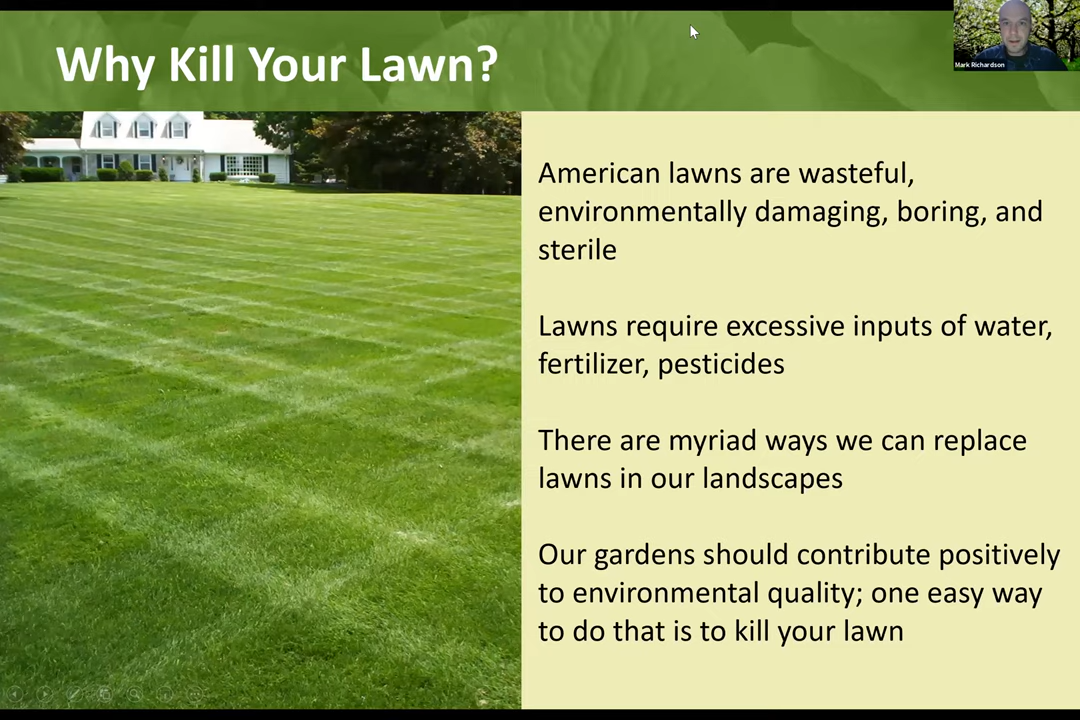 Why Kill Your Lawn?
Mark Richardson
American lawns are wasteful,
environmentally damaging, boring, and
sterile
Lawns require excessive inputs of water,
fertilizer, pesticides
There are myriad ways we can replace
lawns in our landscapes
Our gardens should contribute positively
to environmental quality; one easy way
to do that is to kill your lawn